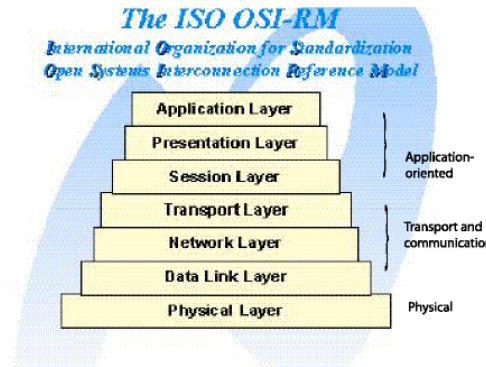 The ISO OSI-RM
International Organization for Standardization
Open Systems Interconnection Reference Model
Application Layer
Presentation Layer
Session Layer
Application-
oriented
Transport Layer
Network Layer
Data Link Layer
Transport and
communicatio
Physical Layer
Physical